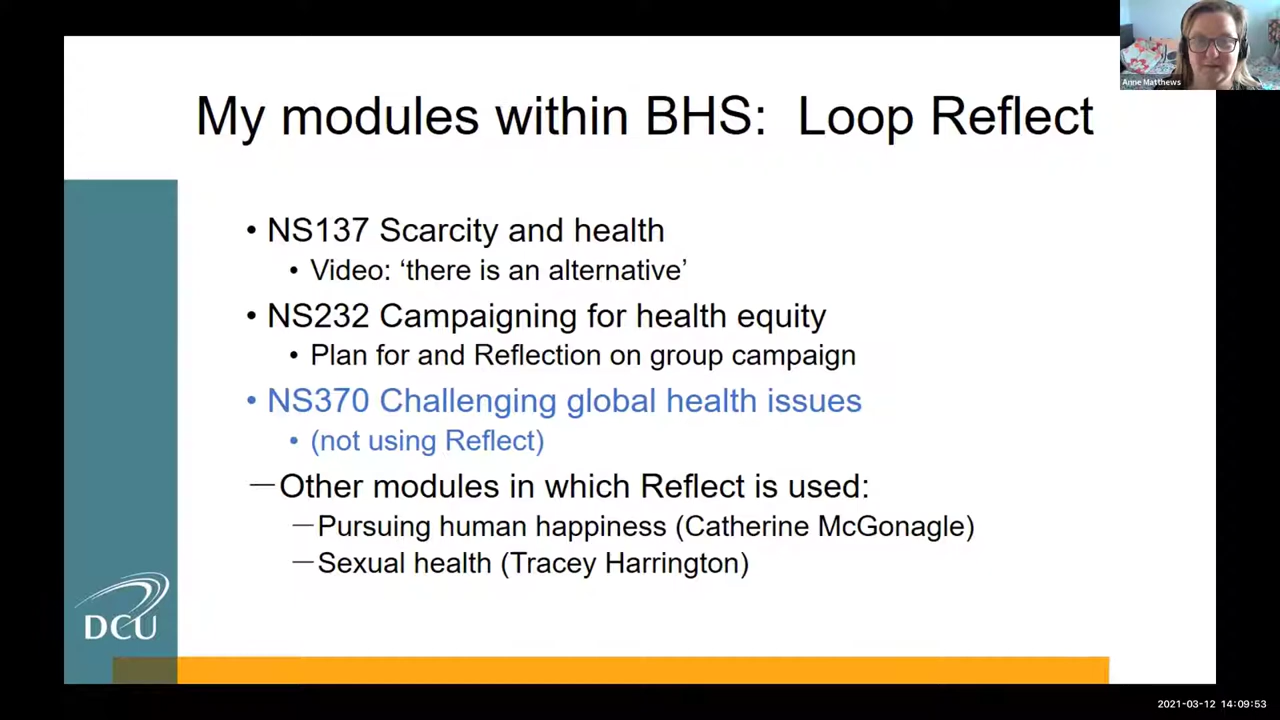 Anne Matthews
My modules within BHS: Loop Reflect
• NS137 Scarcity and health
• Video: ‘there is an alternative’
• NS232 Campaigning for health equity
• Plan for and Reflection on group campaign
• NS370 Challenging global health issues
• (not using Reflect)
— Other modules in which Reflect is used:
— Pursuing human happiness (Catherine McGonagle)
— Sexual health (Tracey Harrington)
DCU
2021-03-12 14:09:53